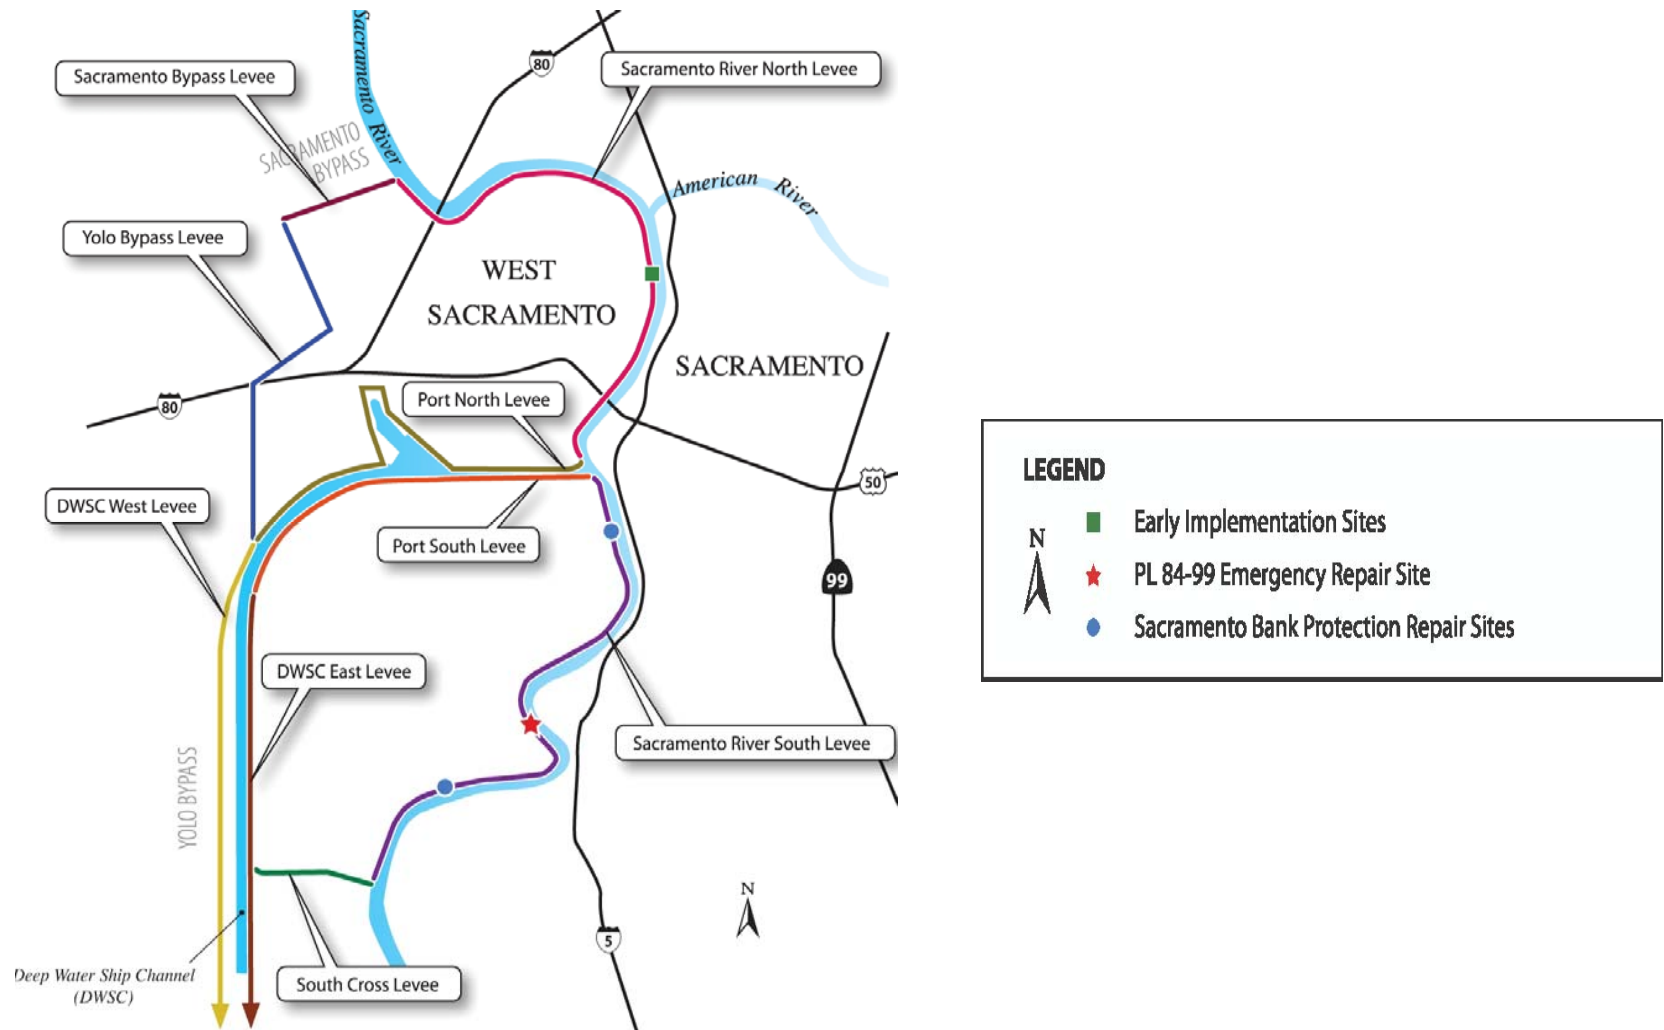 Sacramento River
80
Sacramento Bypass Levee
Sacramento River North Levee
SACRAMENTO
BYPASS
American River
Yolo Bypass Levee
WEST
SACRAMENTO
SACRAMENTO
80
Port North Levee
50
DWSC West Levee
Port South Levee
99
DWSC East Levee
Sacramento River South Levee
YOLO BYPASS
N
5
Deep Water Ship Channel
(DWSC)
South Cross Levee
LEGEND
N
Early Implementation Sites
PL 84-99 Emergency Repair Site
Sacramento Bank Protection Repair Sites